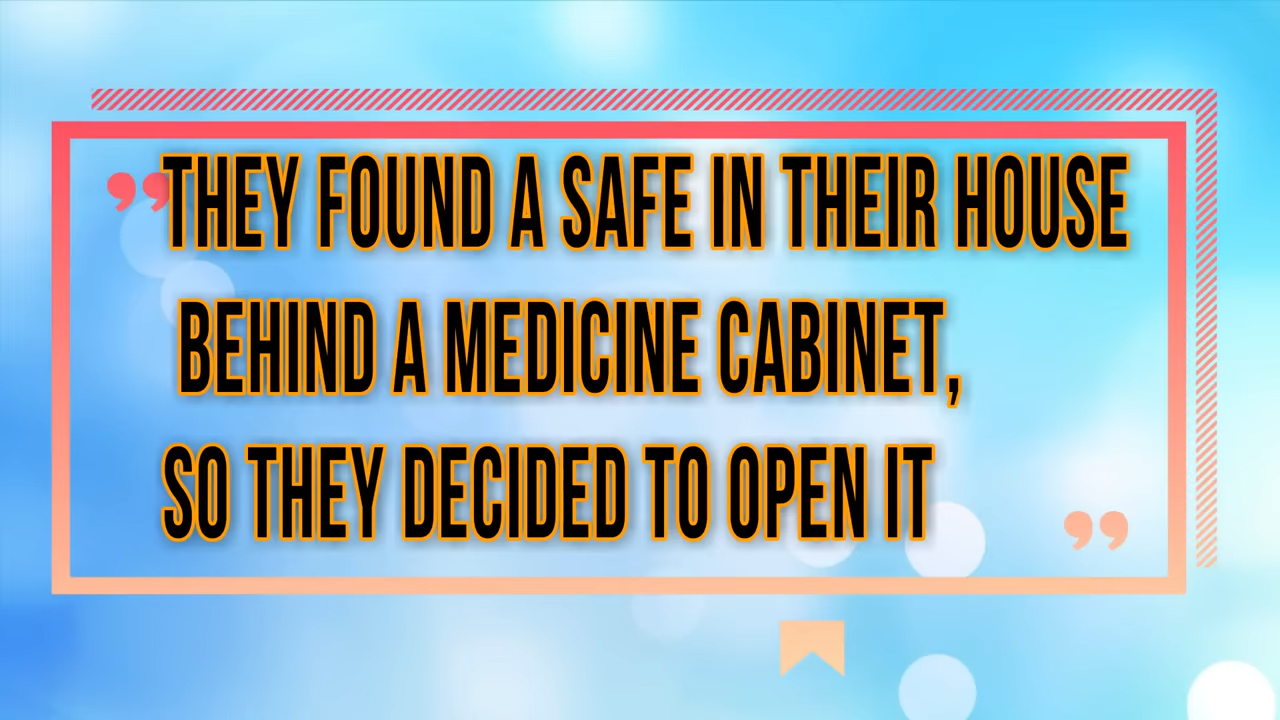 THEY FOUND A SAFE IN THEIR HOUSE
BEHIND A MEDICINE CABINET,
SO THEY DECIDED TO OPEN IT